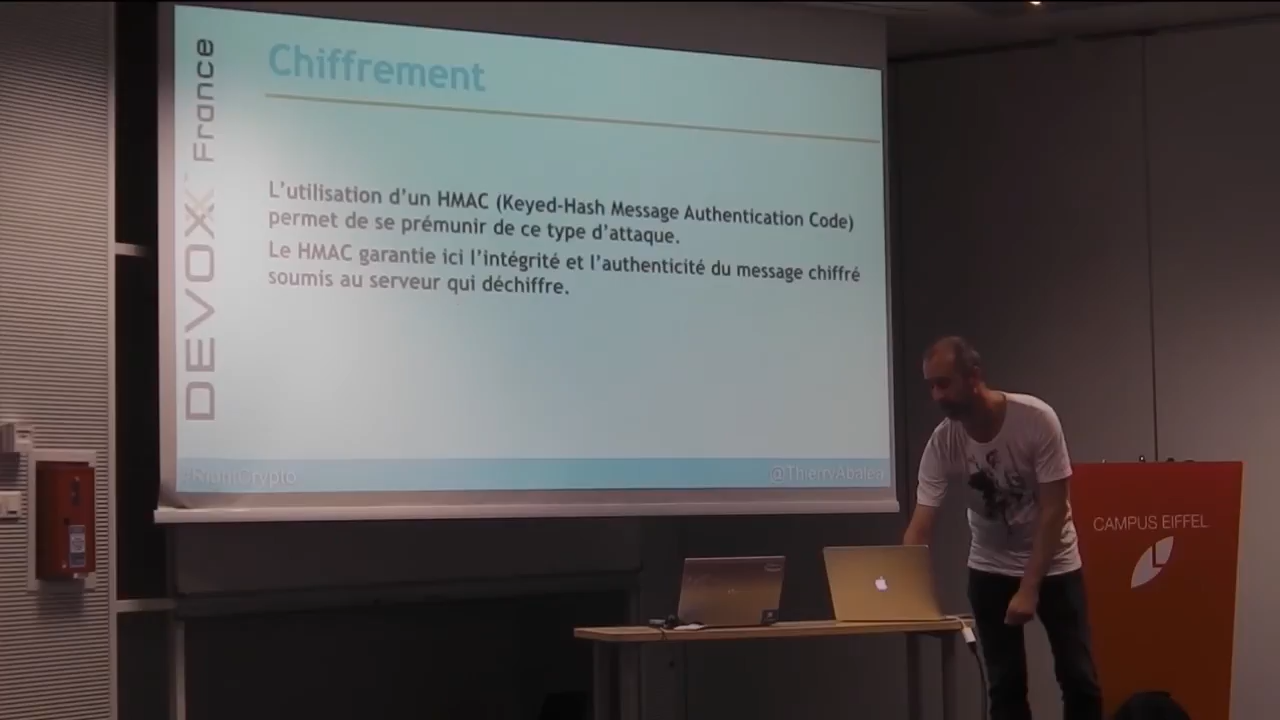 Chiffrement
DEVOXX France
L'utilisation d'un HMAC (Keyed-Hash Message Authentication Code)
permet de se prémunir de ce type d'attaque.
Le HMAC garantie ici l'intégrité et l'authenticité du message chiffré
soumis au serveur qui déchiffre.
@ThierryAbalea
CAMPUS EIFFEL